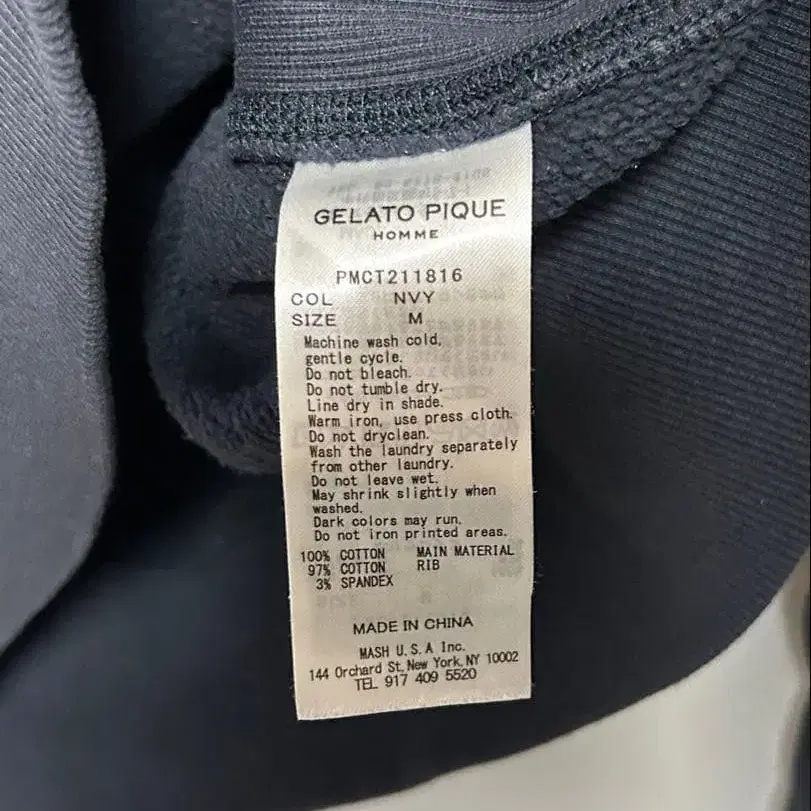 GELATO PIQUE
HOMME
PMCT211816
COL NVY
SIZE M
Machine wash cold,
gentle cycle.
Do not bleach.
Do not tumble dry.
Line dry in shade.
Warm iron, use press cloth.
Do not dryclean.
Wash the laundry separately
from other laundry.
Do not leave wet.
May shrink slightly when
washed.
Dark colors may run.
Do not iron printed areas.
100% COTTON MAIN MATERIAL
97% COTTON RIB
3% SPANDEX
MADE IN CHINA
MASH U.S.A Inc.
144 Orchard St, New York, NY 10002
TEL 917 409 5520